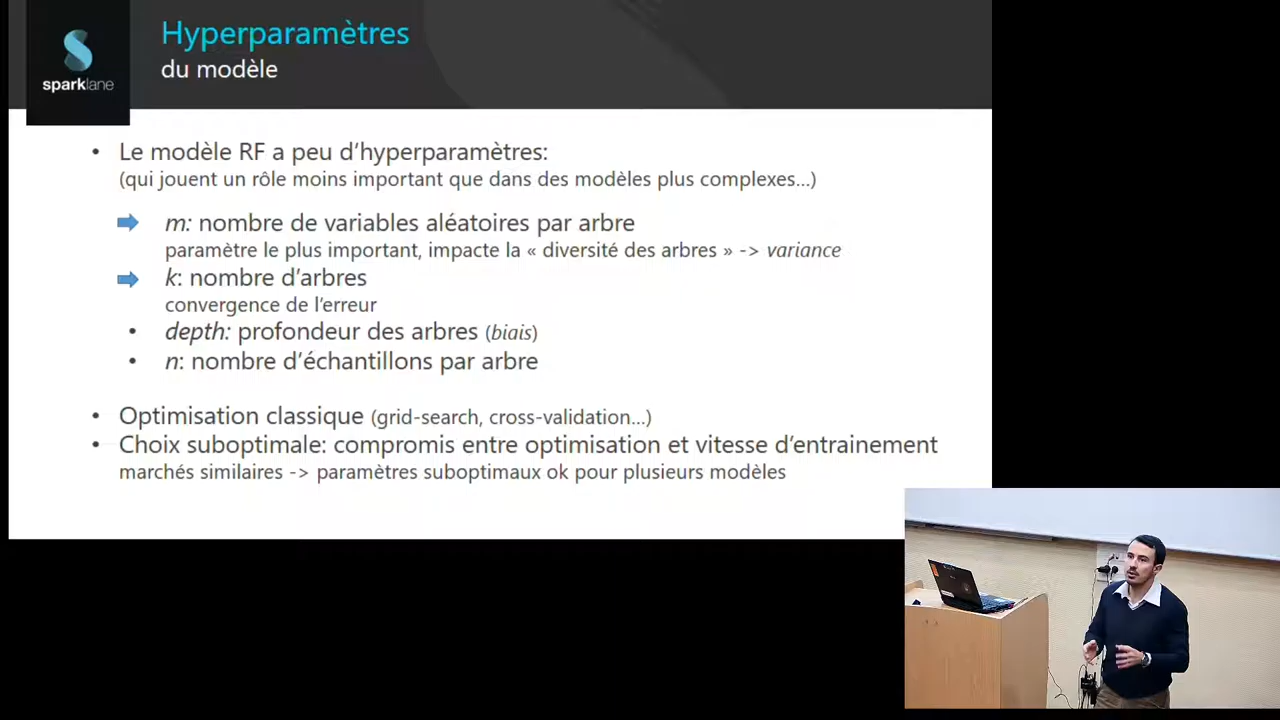 Hyperparamètres
du modèle
sparklane
• Le modèle RF a peu d'hyperparamètres:
(qui jouent un rôle moins important que dans des modèles plus complexes...)
m: nombre de variables aléatoires par arbre
paramètre le plus important, impacte la « diversité des arbres » -> variance
k: nombre d'arbres
convergence de l'erreur
• depth: profondeur des arbres (biais)
• n: nombre d'échantillons par arbre
• Optimisation classique (grid-search, cross-validation...)
• Choix suboptimale: compromis entre optimisation et vitesse d'entrainement
marchés similaires -> paramètres suboptimaux ok pour plusieurs modèles